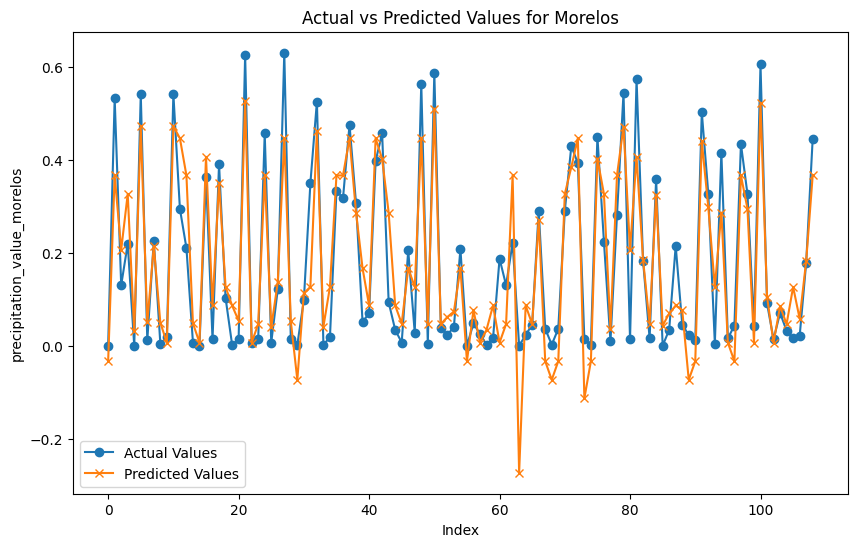 Actual vs Predicted Values for Morelos
precipitation_value_morelos
0.6
0.4
0.2
0.0
−0.2
Actual Values
Predicted Values
0 20 40 60 80 100
Index